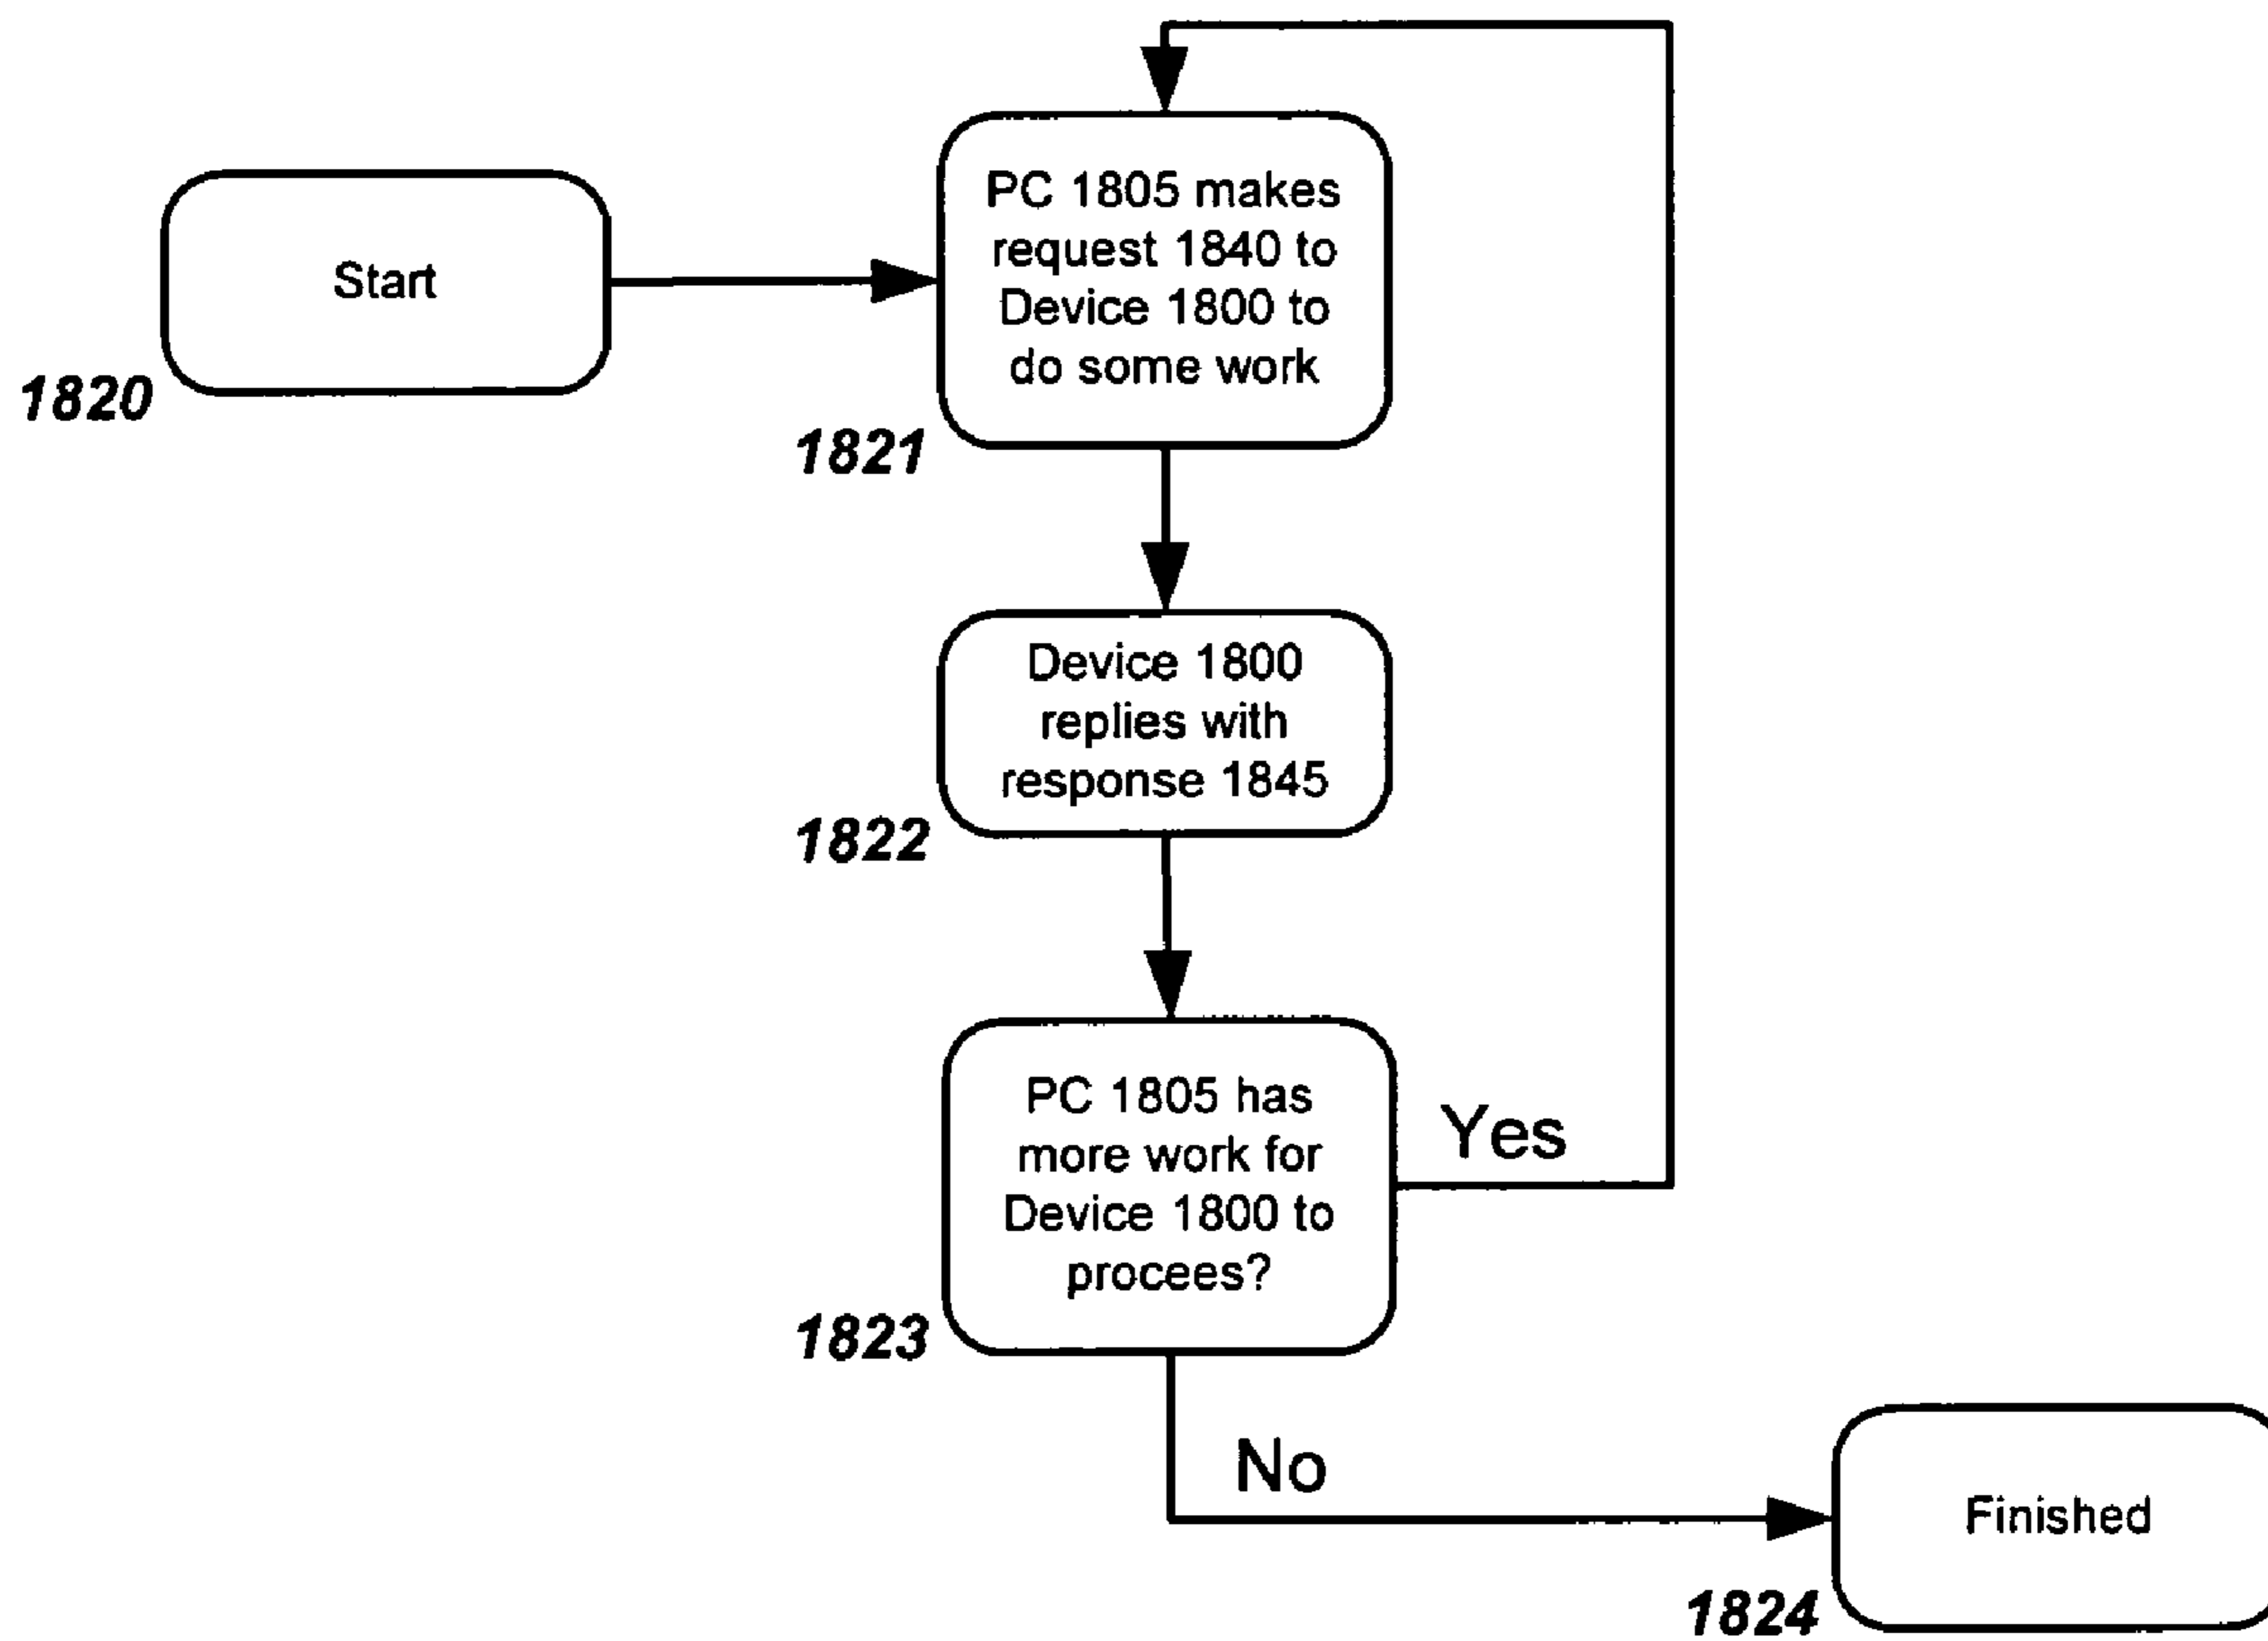 Start
1820
PC 1805 makes
request 1840 to
Device 1800 to
do some work
1821
Device 1800
replies with
response 1845
1822
PC 1805 has
more work for
Device 1800 to
procees?
1823
Yes
No
Finished
1824